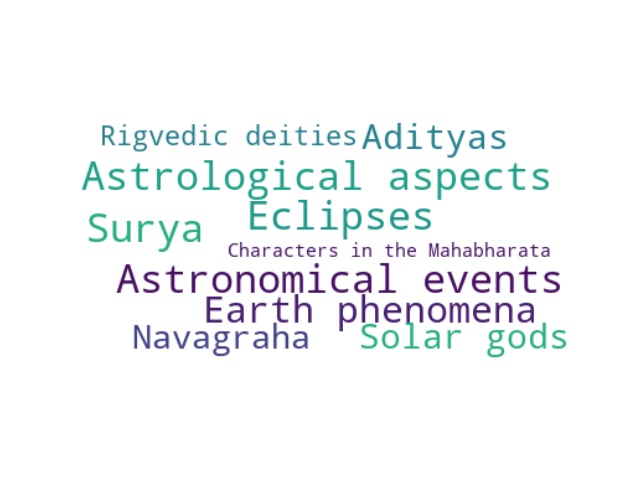 Rigvedic deities Adityas
Astrological aspects
Surya Eclipses
Characters in the Mahabharata
Astronomical events
Earth phenomena
Navagraha Solar gods